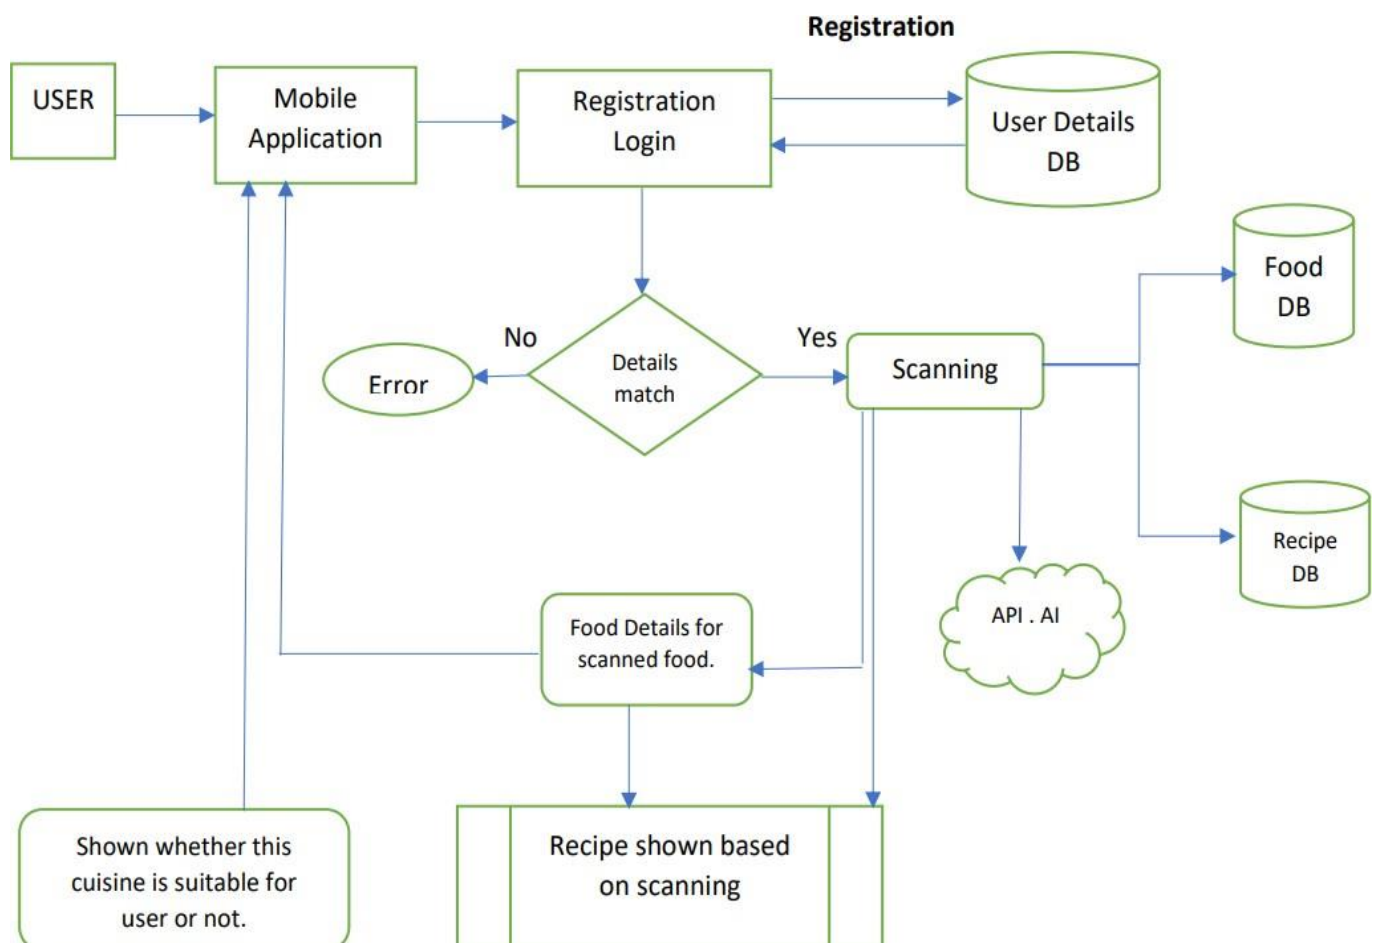 Registration
USER
Mobile
Application
Registration
Login
User Details
DB
Food
DB
No
Yes
Error
Details
match
Scanning
Recipe
DB
API . AI
Food Details for
scanned food.
Shown whether this
cuisine is suitable for
user or not.
Recipe shown based
on scanning